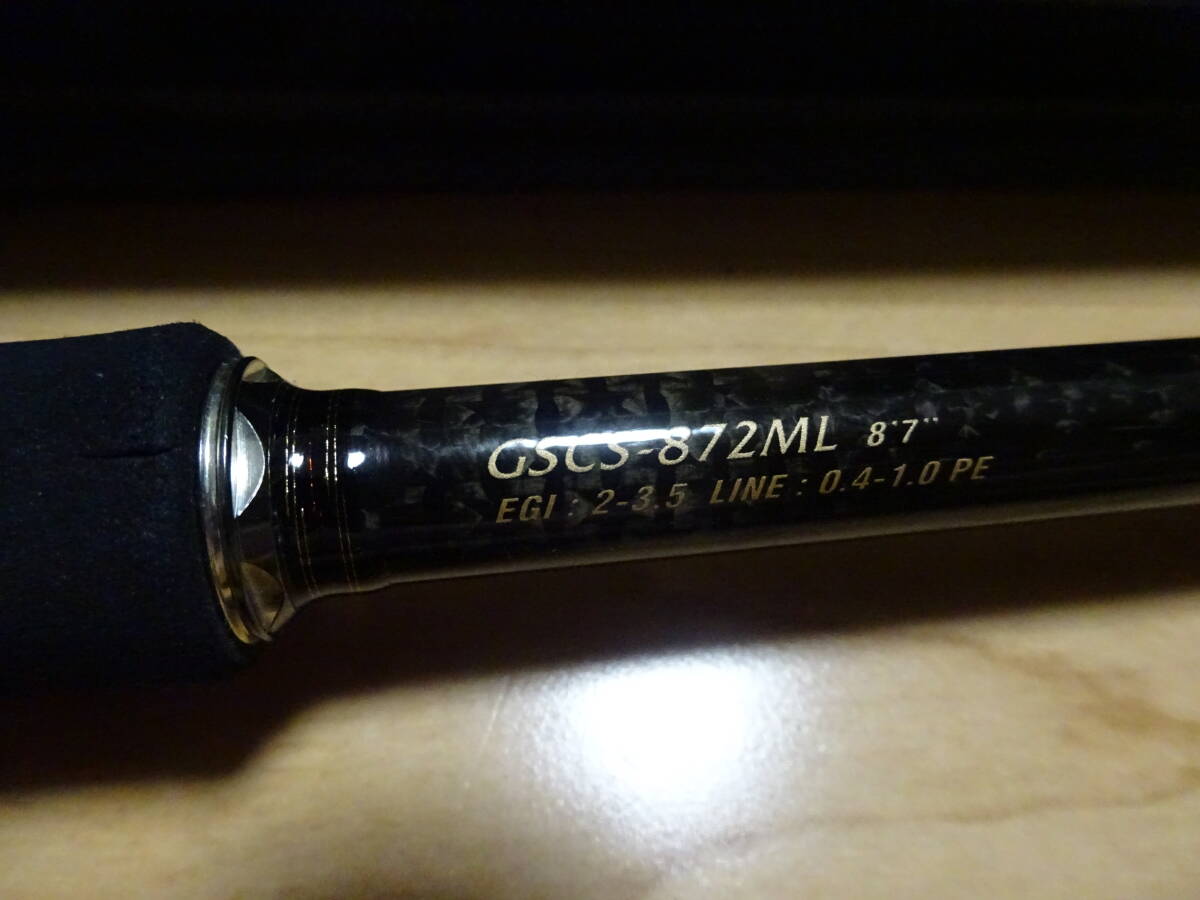 GSCS-872ML 8'7''
EGI : 2-3.5 LINE : 0.4-1.0 PE